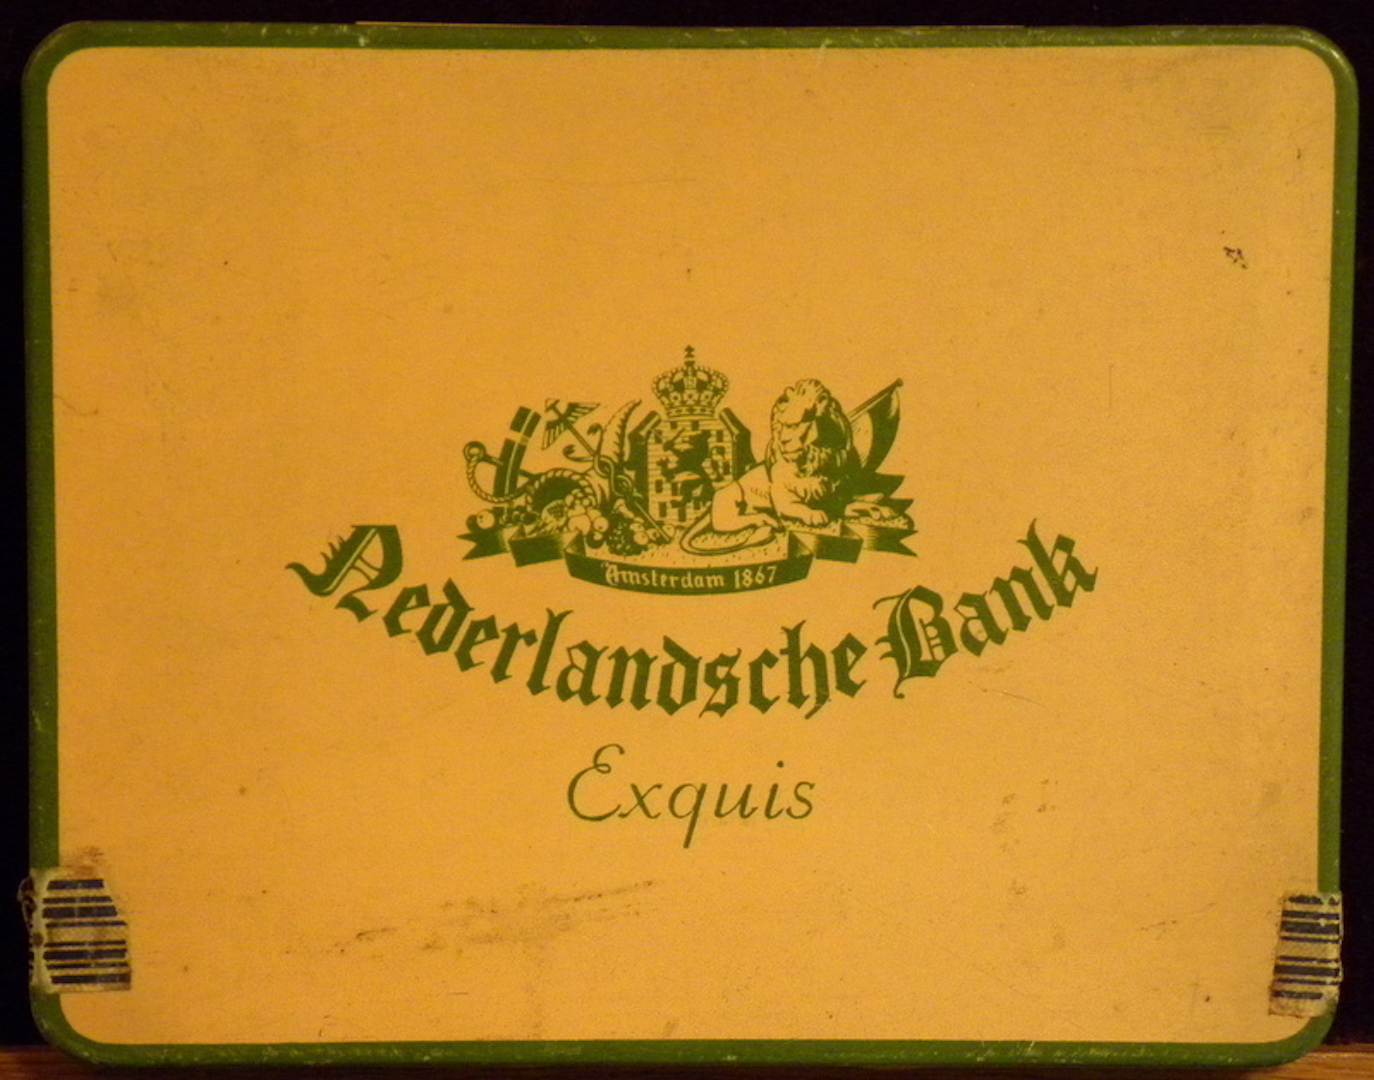 Amsterdam 1867
Nederlandsche Bank
Exquis